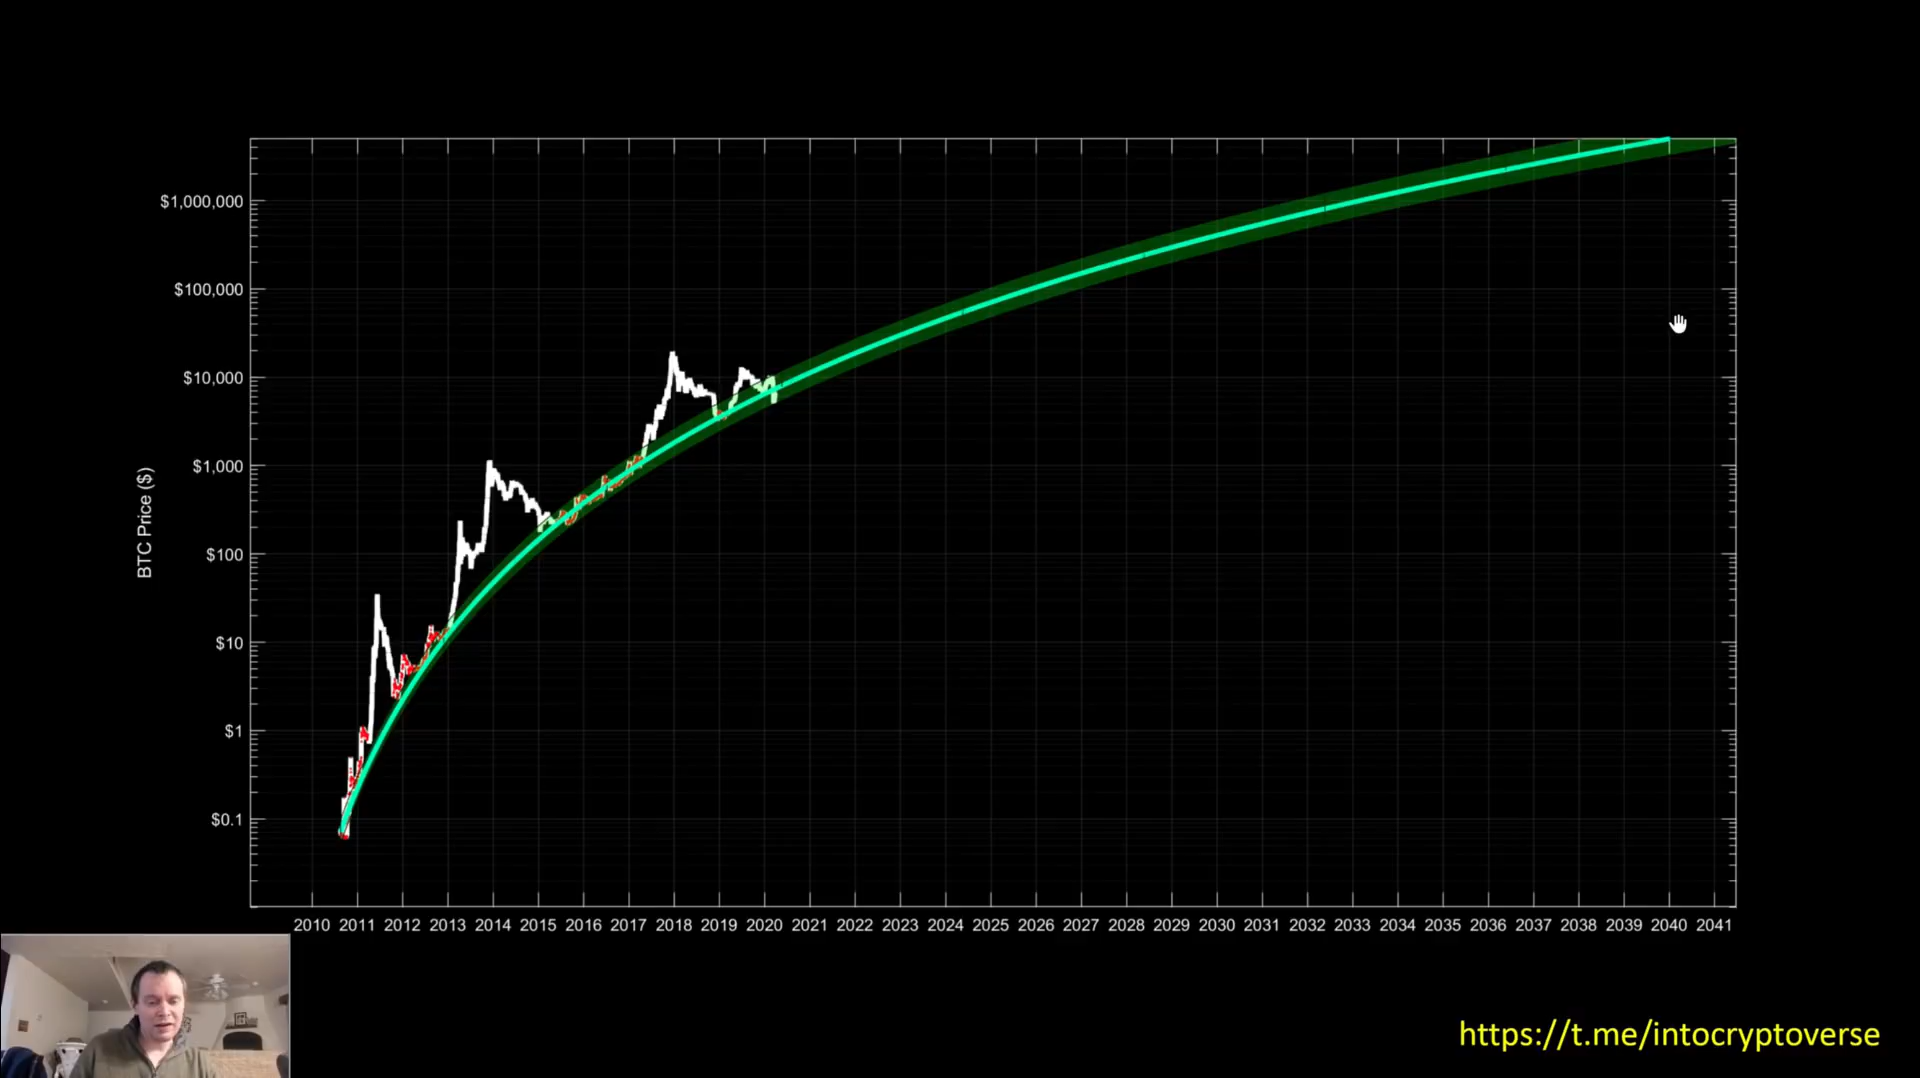 $1,000,000
$100,000
$10,000
$1,000
$100
$10
$1
$0.1
BTC Price ($)
2010 2011 2012 2013 2014 2015 2016 2017 2018 2019 2020 2021 2022 2023 2024 2025 2026 2027 2028 2029 2030 2031 2032 2033 2034 2035 2036 2037 2038 2039 2040 2041
https://t.me/intocryptoverse